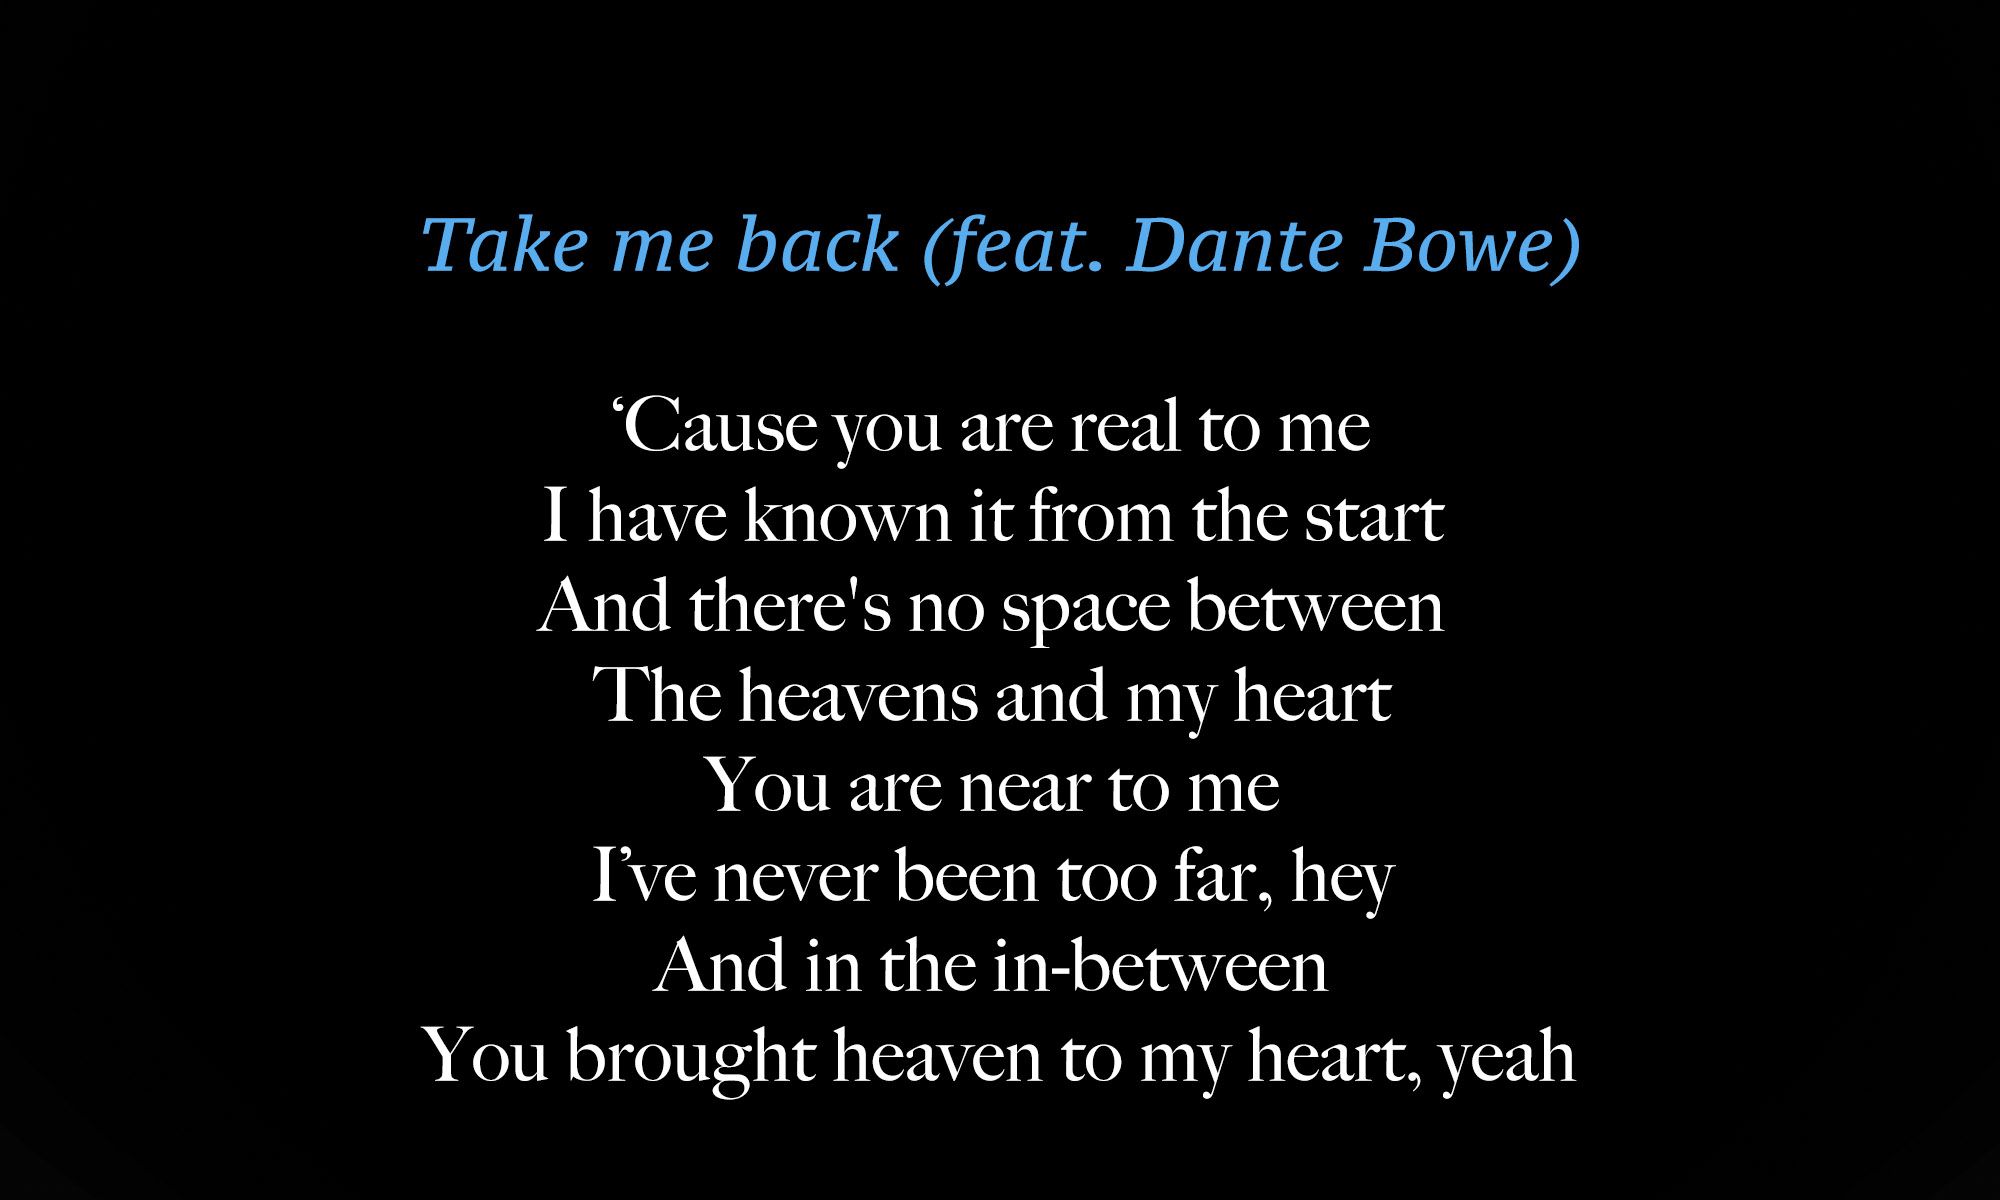 Take me back (feat. Dante Bowe)
‘Cause you are real to me
I have known it from the start
And there's no space between
The heavens and my heart
You are near to me
I’ve never been too far, hey
And in the in-between
You brought heaven to my heart, yeah